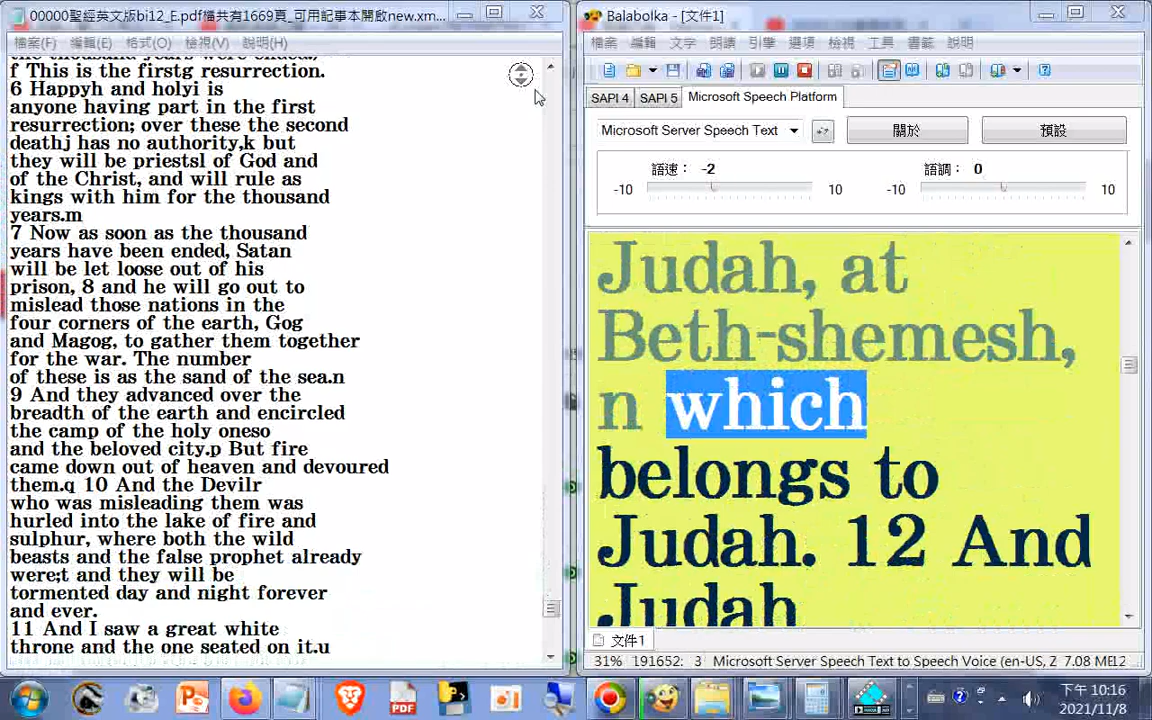 00000聖經英文版bi12_E.pdf檔共有1669頁_可用記事本開啟new.xm...
檔案(F) 編輯(E) 格式(O) 檢視(V) 說明(H)
f This is the firstg resurrection.
6 Happyh and holyi is
anyone having part in the first
resurrection; over these the second
deathj has no authority,k but
they will be priestsl of God and
of the Christ, and will rule as
kings with him for the thousand
years.m
7 Now as soon as the thousand
years have been ended, Satan
will be let loose out of his
prison, 8 and he will go out to
mislead those nations in the
four corners of the earth, Gog
and Magog, to gather them together
for the war. The number
of these is as the sand of the sea.n
9 And they advanced over the
breadth of the earth and encircled
the camp of the holy oneso
and the beloved city.p But fire
came down out of heaven and devoured
them.q 10 And the Devilr
who was misleading them was
hurled into the lake of fire and
sulphur, where both the wild
beasts and the false prophet already
were;t and they will be
tormented day and night forever
and ever.
11 And I saw a great white
throne and the one seated on it.u
Balabolka - [文件1]
檔案 編輯 文字 朗讀 引擎 選項 檢視 工具 書籤 說明
SAPI 4 SAPI 5 Microsoft Speech Platform
Microsoft Server Speech Text 關於 預設
語速: -2 語調: 0
-10 10 -10 10
Judah, at
Beth-shemesh,
n which
belongs to
Judah. 12 And
Judah
文件1
31% 191652: 3 Microsoft Server Speech Text to Speech Voice (en-US, Z 7.08 ME12
PDF
下午 10:16
2021/11/8